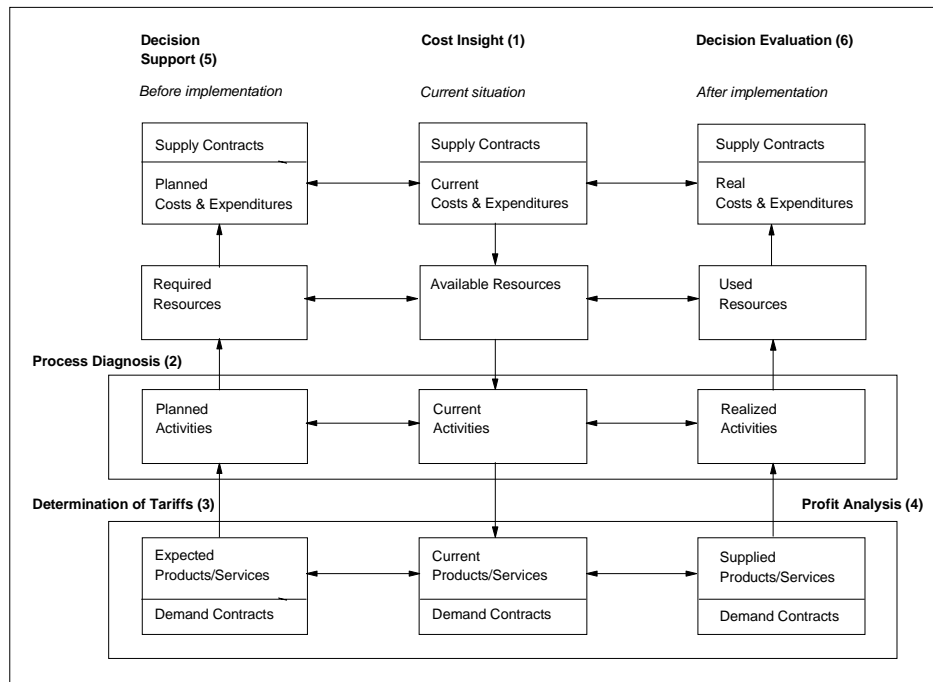 Decision
Support (5)
Cost Insight (1)
Decision Evaluation (6)
Before implementation
Current situation
After implementation
Supply Contracts
Planned
Costs & Expenditures
Supply Contracts
Current
Costs & Expenditures
Supply Contracts
Real
Costs & Expenditures
Required
Resources
Available Resources
Used
Resources
Process Diagnosis (2)
Planned
Activities
Current
Activities
Realized
Activities
Determination of Tariffs (3)
Profit Analysis (4)
Expected
Products/Services
Demand Contracts
Current
Products/Services
Demand Contracts
Supplied
Products/Services
Demand Contracts